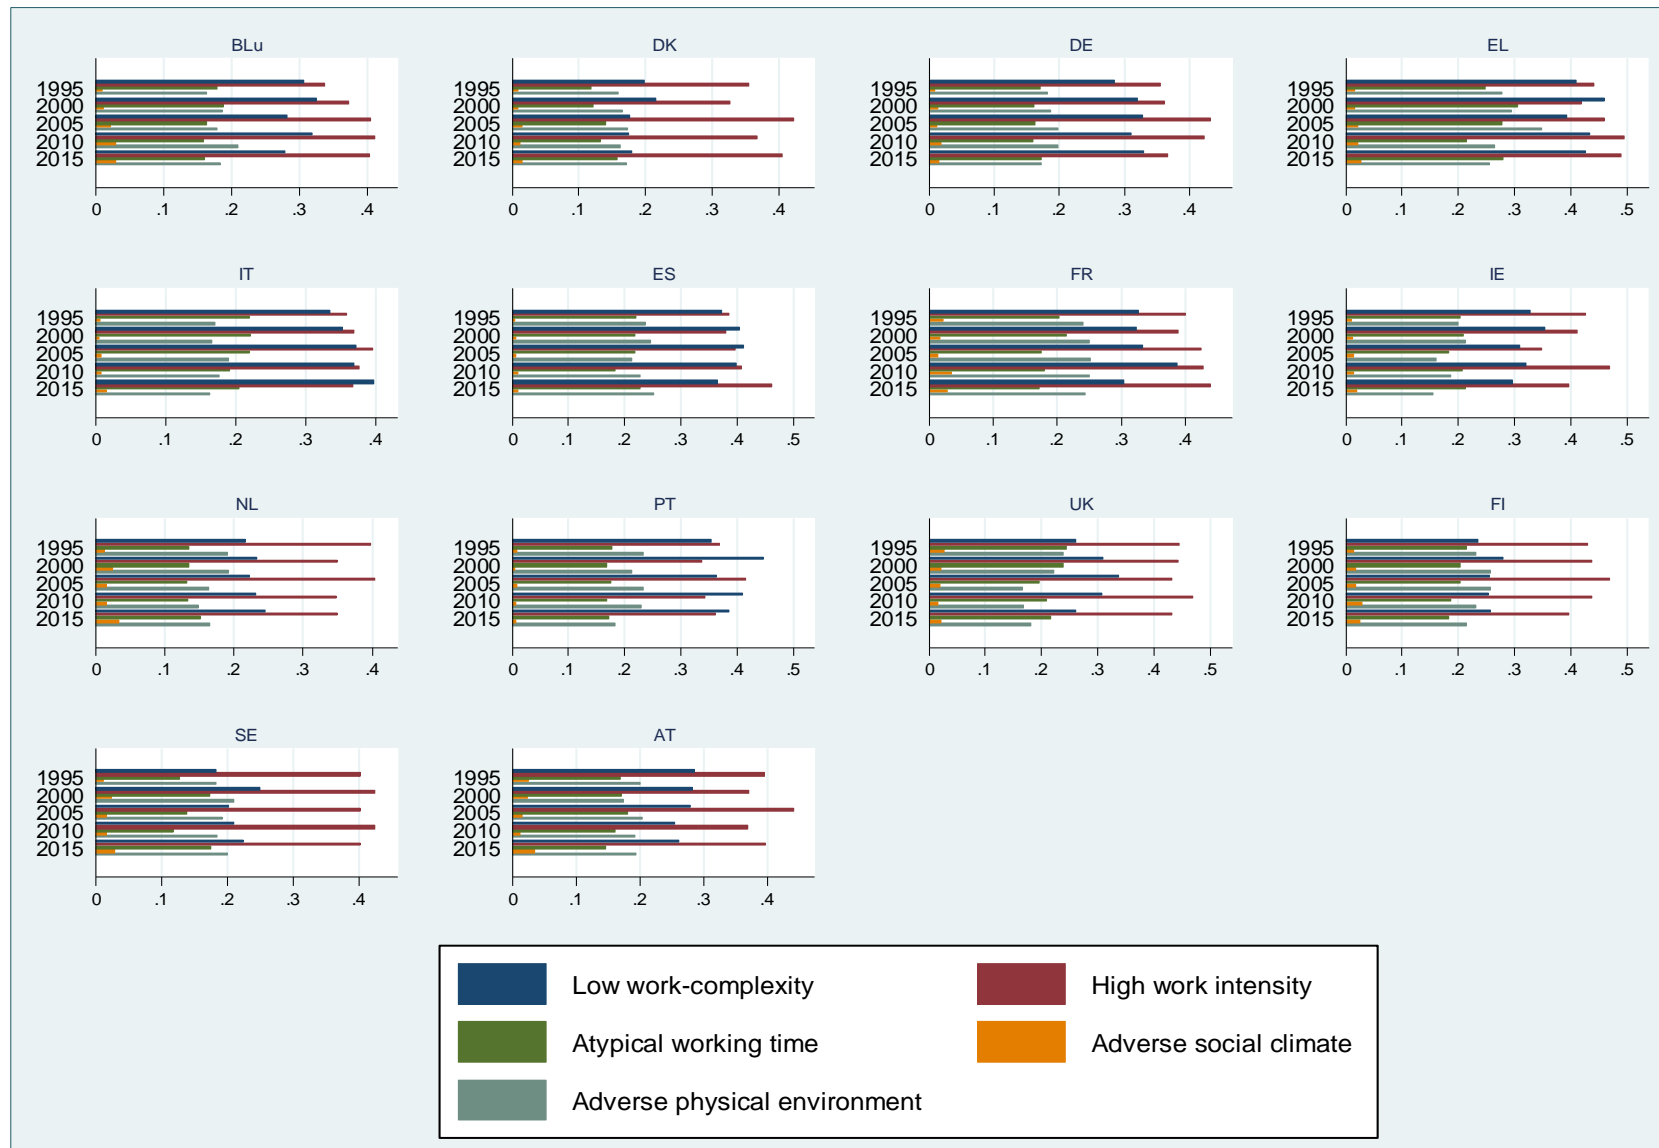 BLu
1995
2000
2005
2010
2015
0 .1 .2 .3 .4
DK
0 .1 .2 .3 .4
DE
0 .1 .2 .3 .4
EL
1995
2000
2005
2010
2015
1995
2000
2005
2010
2015
1995
2000
2005
2010
2015
0 .1 .2 .3 .4 .5
IT
1995
2000
2005
2010
2015
0 .1 .2 .3 .4
ES
1995
2000
2005
2010
2015
0 .1 .2 .3 .4 .5
FR
1995
2000
2005
2010
2015
0 .1 .2 .3 .4
IE
1995
2000
2005
2010
2015
0 .1 .2 .3 .4 .5
NL
1995
2000
2005
2010
2015
0 .1 .2 .3 .4
PT
1995
2000
2005
2010
2015
0 .1 .2 .3 .4 .5
UK
1995
2000
2005
2010
2015
0 .1 .2 .3 .4 .5
FI
1995
2000
2005
2010
2015
0 .1 .2 .3 .4 .5
SE
1995
2000
2005
2010
2015
0 .1 .2 .3 .4
AT
1995
2000
2005
2010
2015
0 .1 .2 .3 .4
Low work-complexity
High work intensity
Atypical working time
Adverse social climate
Adverse physical environment